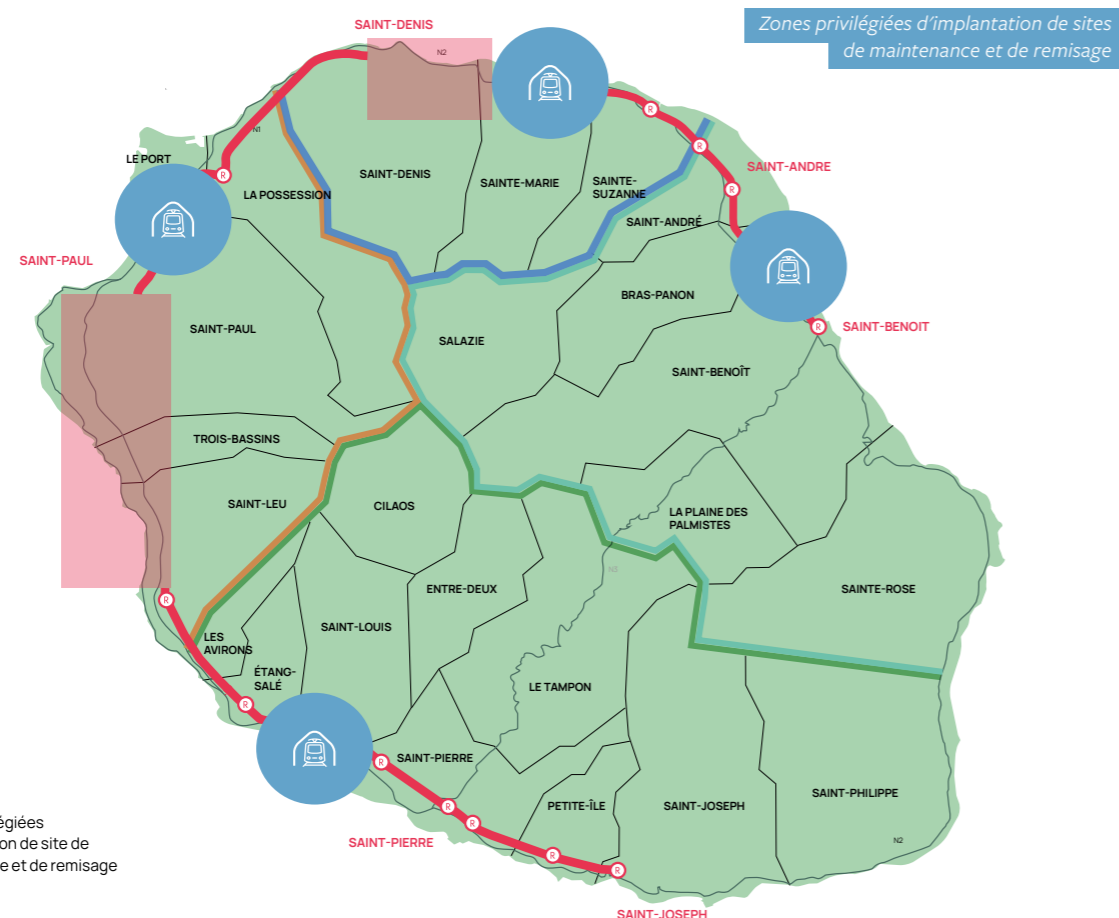 Zones privilégiées d'implantation de sites
de maintenance et de remisage
SAINT-DENIS
N2
N1
LE PORT
R
LA POSSESSION
SAINT-DENIS
SAINTE-MARIE
SAINTE-
SUZANNE
R
R
SAINT-ANDRE
R
SAINT-ANDRÉ
SAINT-PAUL
BRAS-PANON
SAINT-PAUL
SALAZIE
R
SAINT-BENOIT
SAINT-BENOÎT
TROIS-BASSINS
SAINT-LEU
CILAOS
LA PLAINE DES
PALMISTES
N3
ENTRE-DEUX
SAINTE-ROSE
R
SAINT-LOUIS
LES
AVIRONS
ÉTANG-
SALÉ
R
LE TAMPON
SAINT-PIERRE
R
R
R
PETITE-ÎLE
SAINT-JOSEPH
SAINT-PHILIPPE
SAINT-PIERRE
N2
R
R
SAINT-JOSEPH
égiées
on de site de
e et de remisage